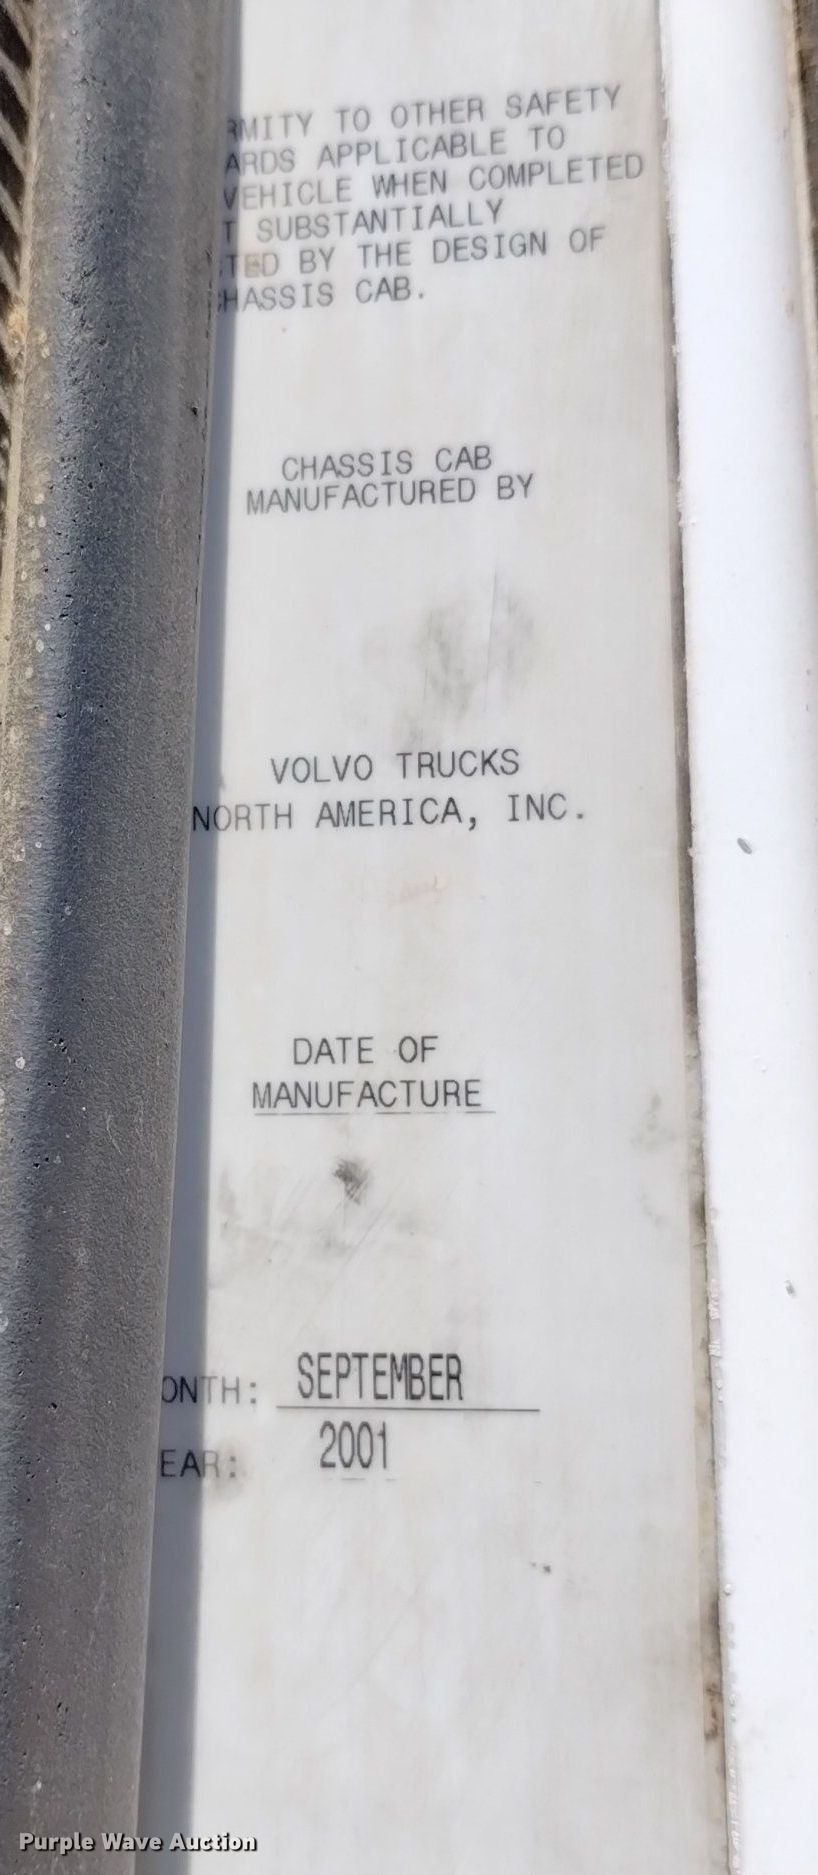 RMITY TO OTHER SAFETY
ARDS APPLICABLE TO
VEHICLE WHEN COMPLETED
T SUBSTANTIALLY
TED BY THE DESIGN OF
HASSIS CAB.
CHASSIS CAB
MANUFACTURED BY
VOLVO TRUCKS
NORTH AMERICA, INC.
DATE OF
MANUFACTURE
ONTH: SEPTEMBER
EAR: 2001
Purple Wave Auction